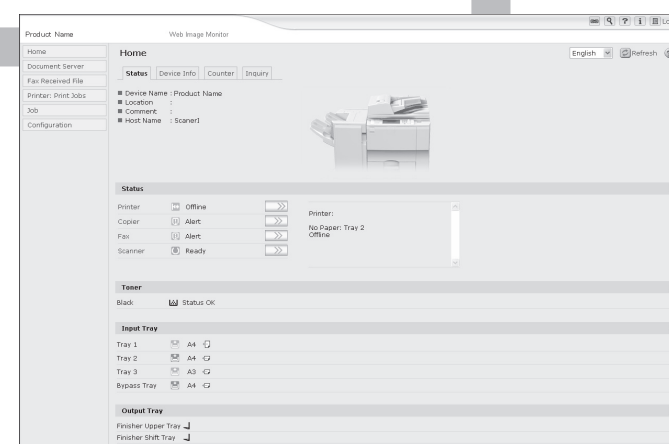 Lo
Product Name Web Image Monitor
Home
Document Server
Fax Received File
Printer: Print Jobs
Job
Configuration
Home
English Refresh
Status Device Info Counter Inquiry
Device Name : Product Name
Location :
Comment :
Host Name : ScanerI
Status
Printer Offline
Copier Alert
Fax Alert
Scanner Ready
Printer:
No Paper: Tray 2
Offline
Toner
Black Status OK
Input Tray
Tray 1 A4
Tray 2 A4
Tray 3 A3
Bypass Tray A4
Output Tray
Finisher Upper Tray
Finisher Shift Tray